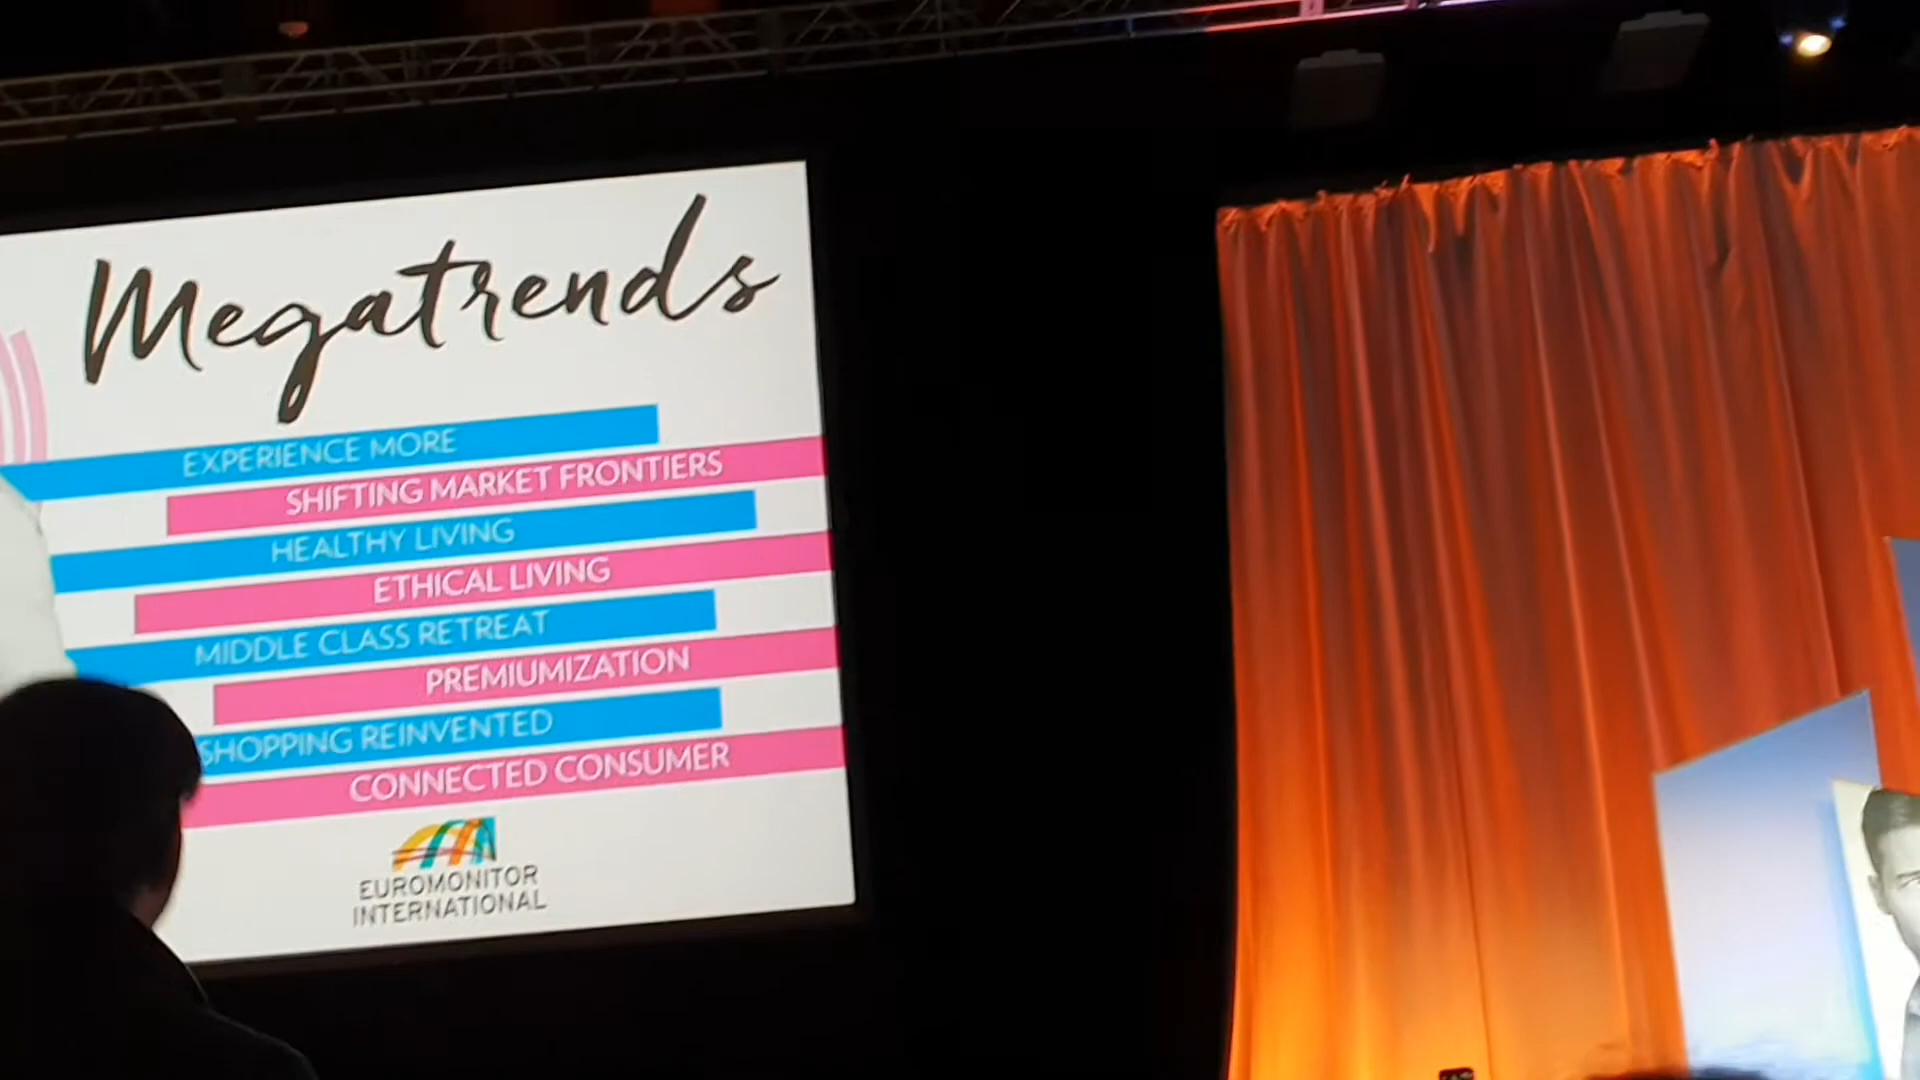 Megatrends
EXPERIENCE MORE
SHIFTING MARKET FRONTIERS
HEALTHY LIVING
ETHICAL LIVING
MIDDLE CLASS RETREAT
PREMIUMIZATION
SHOPPING REINVENTED
CONNECTED CONSUMER
EUROMONITOR
INTERNATIONAL